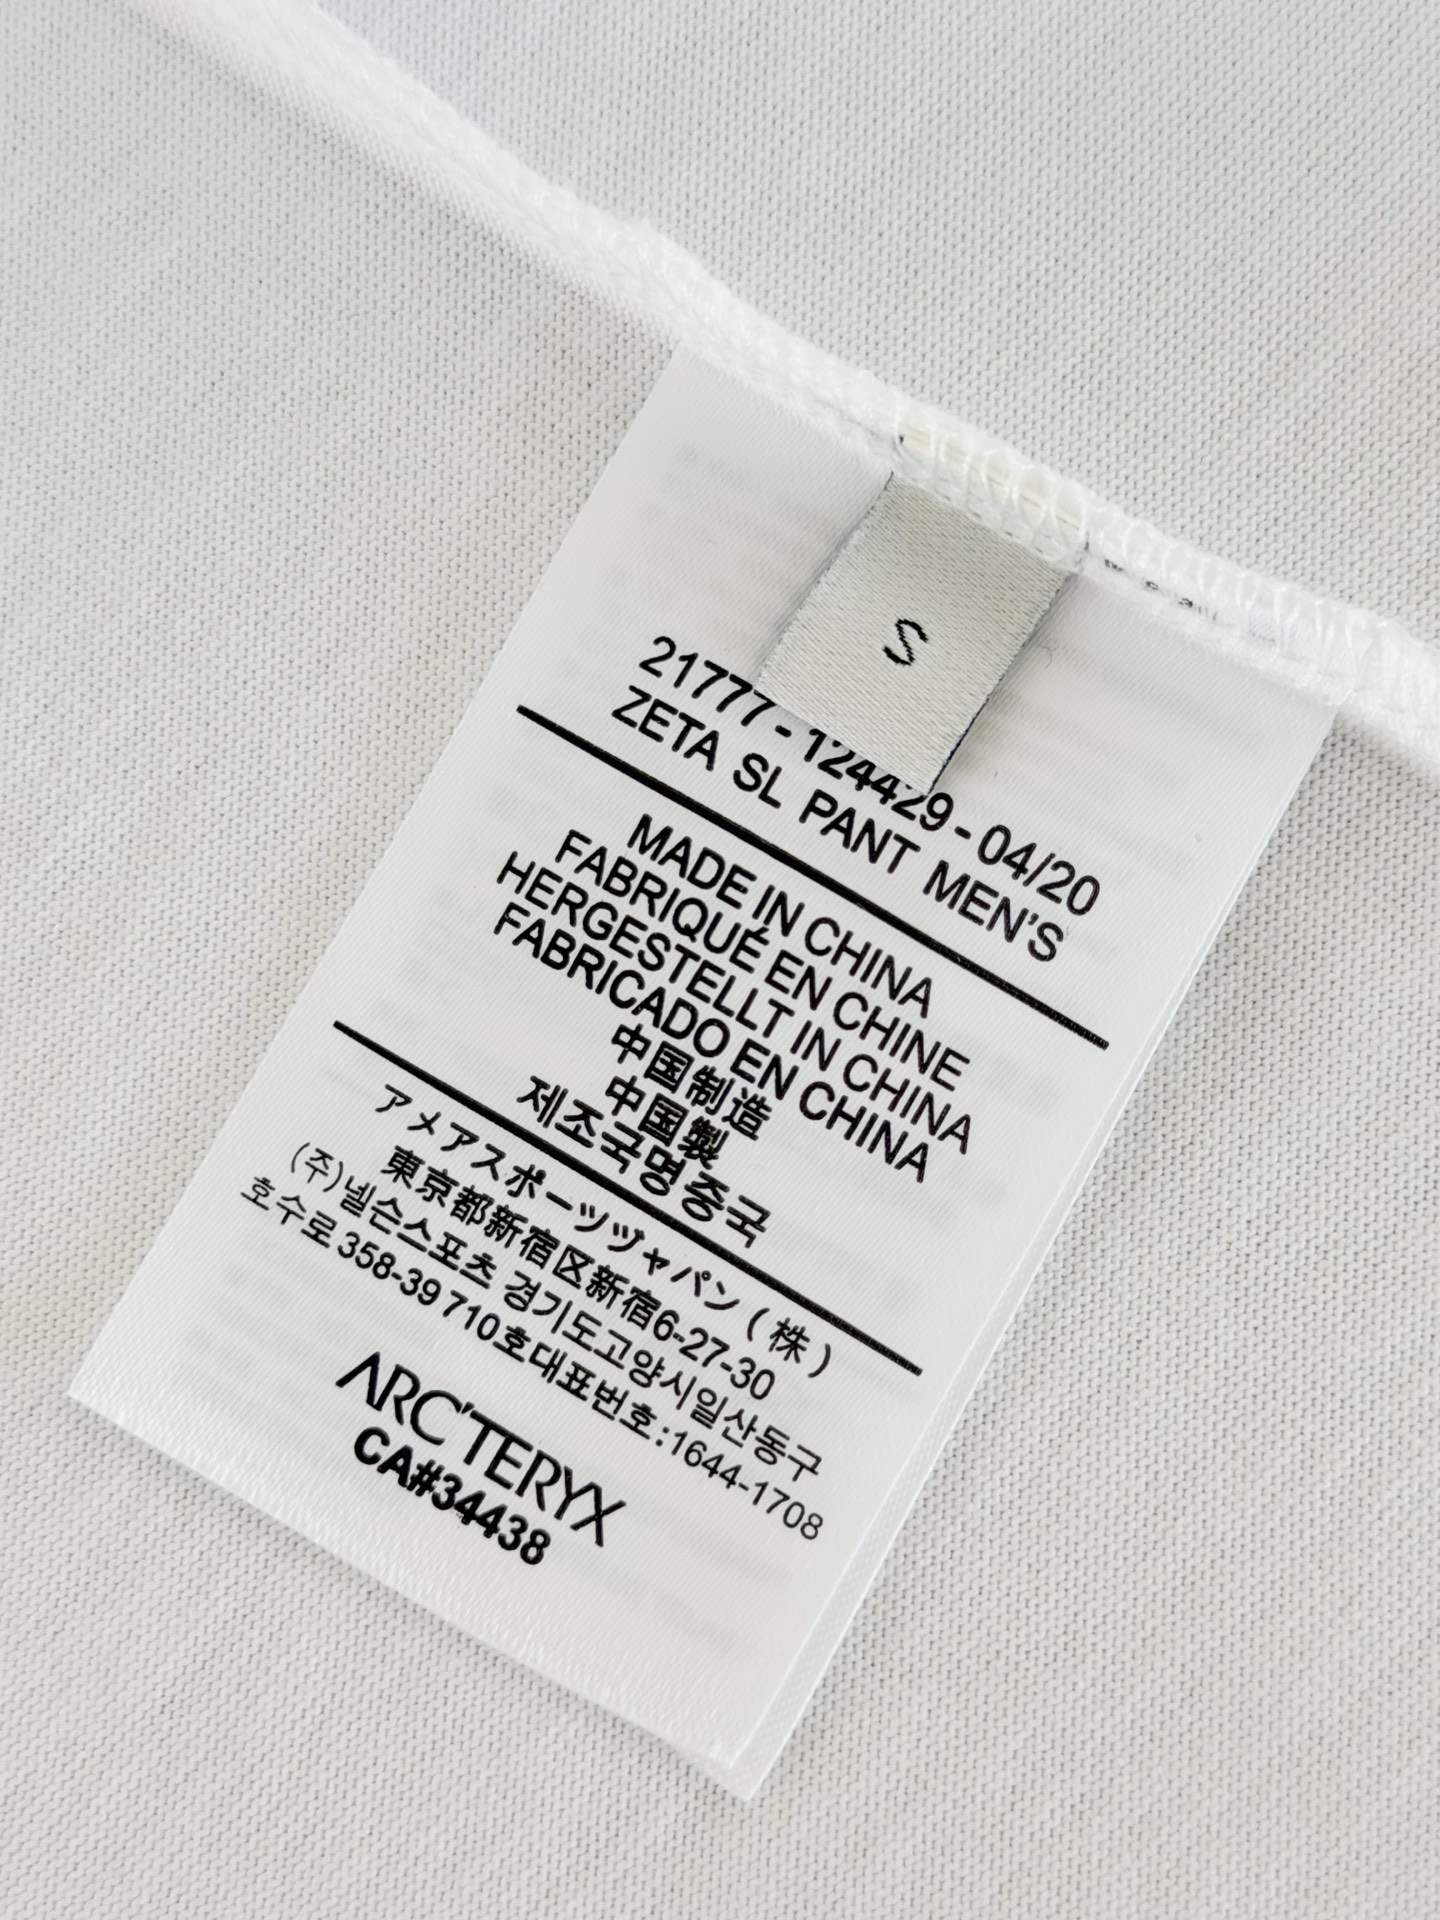 S
21777-124429-04/20
ZETA SL PANT MEN'S
MADE IN CHINA
FABRIQUÉ EN CHINE
HERGESTELLT IN CHINA
FABRICADO EN CHINA
中国制造
中国製
제조국명중국
アメアスポーツヅャパン(株)
東京都新宿区新宿6-27-30
(주)넬슨스포츠 경기도고양시일산동구
호수로358-39 710호대표번호:1644-1708
ARC'TERYX
CA#34438